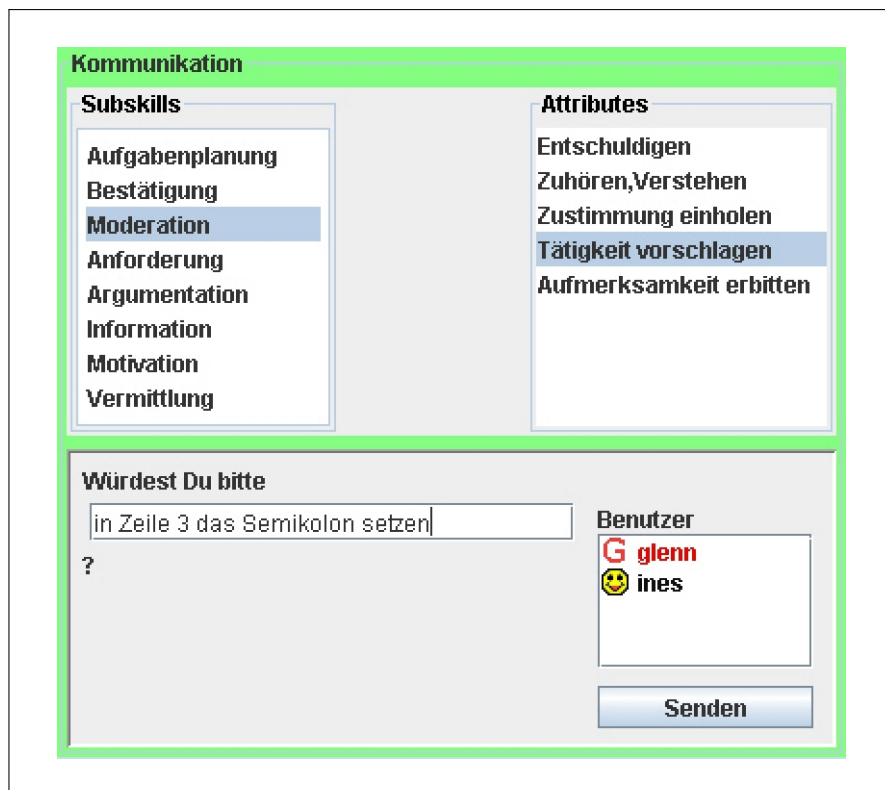 Kommunikation
Subskills
Aufgabenplanung
Bestätigung
Moderation
Anforderung
Argumentation
Information
Motivation
Vermittlung
Attributes
Entschuldigen
Zuhören,Verstehen
Zustimmung einholen
Tätigkeit vorschlagen
Aufmerksamkeit erbitten
Würdest Du bitte
in Zeile 3 das Semikolon setzen
?
Benutzer
G glenn
ines
Senden